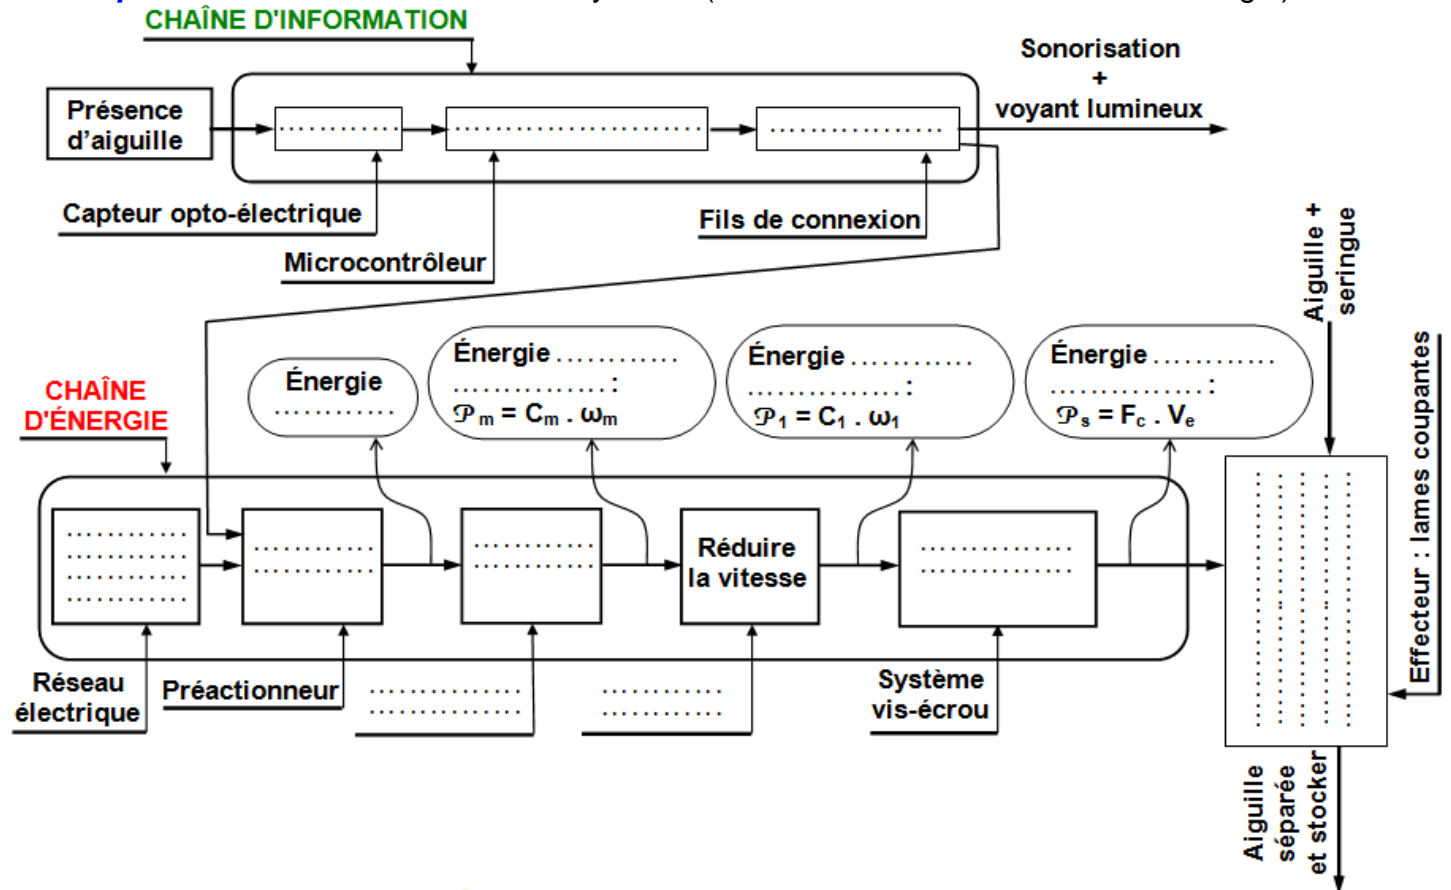 CHAÎNE D'INFORMATION
Sonorisation
+
voyant lumineux
Présence
d'aiguille
............
........................
.................
Capteur opto-électrique
Fils de connexion
Microcontrôleur
Aiguille +
seringue
CHAÎNE
D'ÉNERGIE
Énergie
............
Énergie ............
............... :
𝒫m = Cm . ωm
Énergie ............
............... :
𝒫1 = C1 . ω1
Énergie ............
............... :
𝒫s = Fc . Ve
Effecteur : lames coupantes
............
............
............
............
............
............
............
............
Réduire
la vitesse
...............
...............
Réseau
électrique
Préactionneur
...............
...............
............
............
Système
vis-écrou
Aiguille
séparée
et stocker